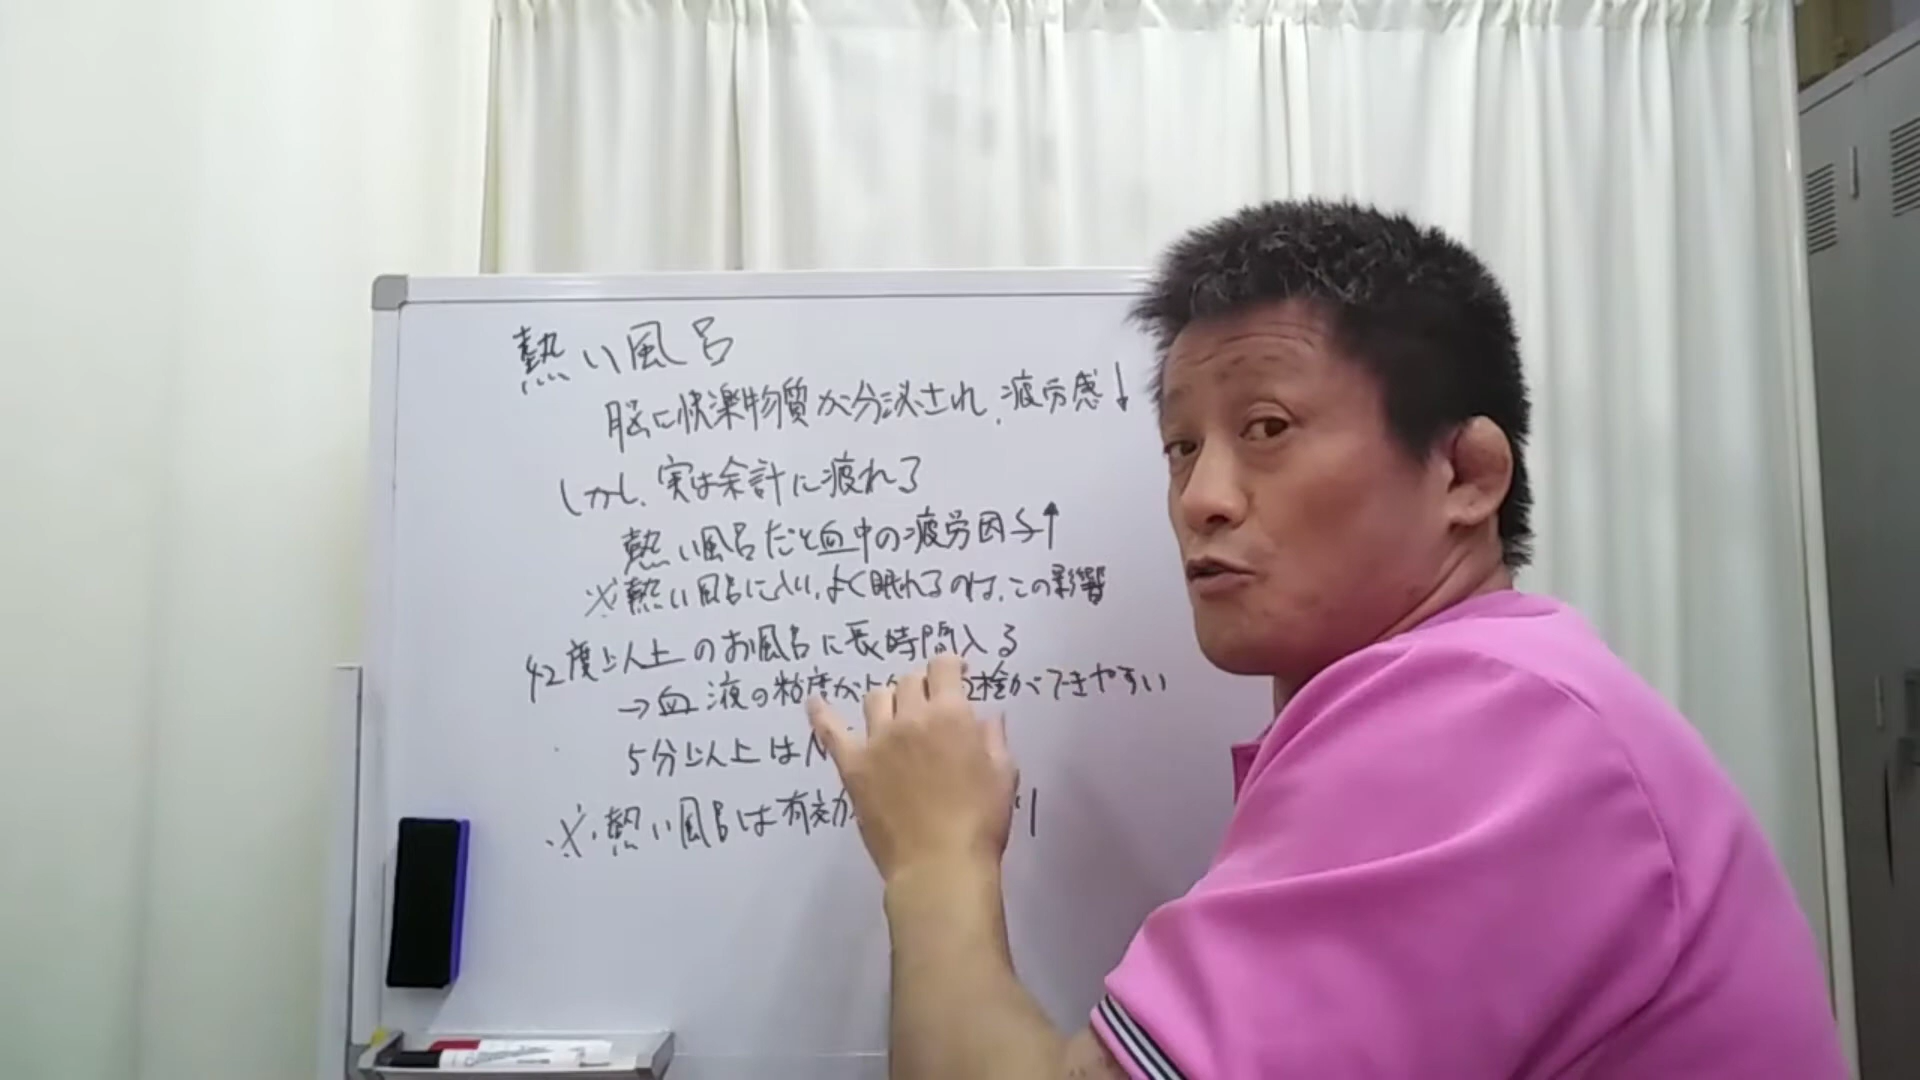 熱い風呂
脳に快楽物質が分泌され、疲労感↓
しかし、実は余計に疲れる
熱い風呂だと血中の疲労因子↑
※熱い風呂に入り、よく眠れるのは、この影響
42度以上のお風呂に長時間入る
→血液の粘度が 栓ができやすい
5分以上はN
※熱い風呂は有効